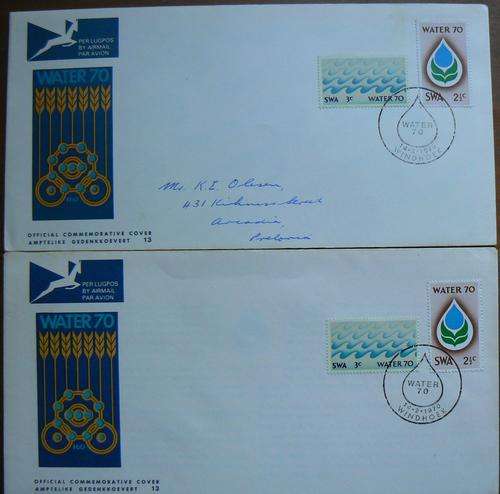 PER LUGPOS
BY AIRMAIL
PAR AVION
WATER 70
WATER 70
SWA 2½c
SWA 3c WATER 70
WATER
70
WINDHOEK
Mr. K.E. Olesen,
431 Kirkness Street
Arcadia,
Pretoria
OFFICIAL COMMEMORATIVE COVER
AMPTELIKE GEDENKKOEVERT 13
PER LUGPOS
BY AIRMAIL
PAR AVION
WATER 70
WATER 70
SWA 2½c
SWA 3c WATER 70
WATER
70
WINDHOEK
OFFICIAL COMMEMORATIVE COVER
AMPTELIKE GEDENKKOEVERT 13